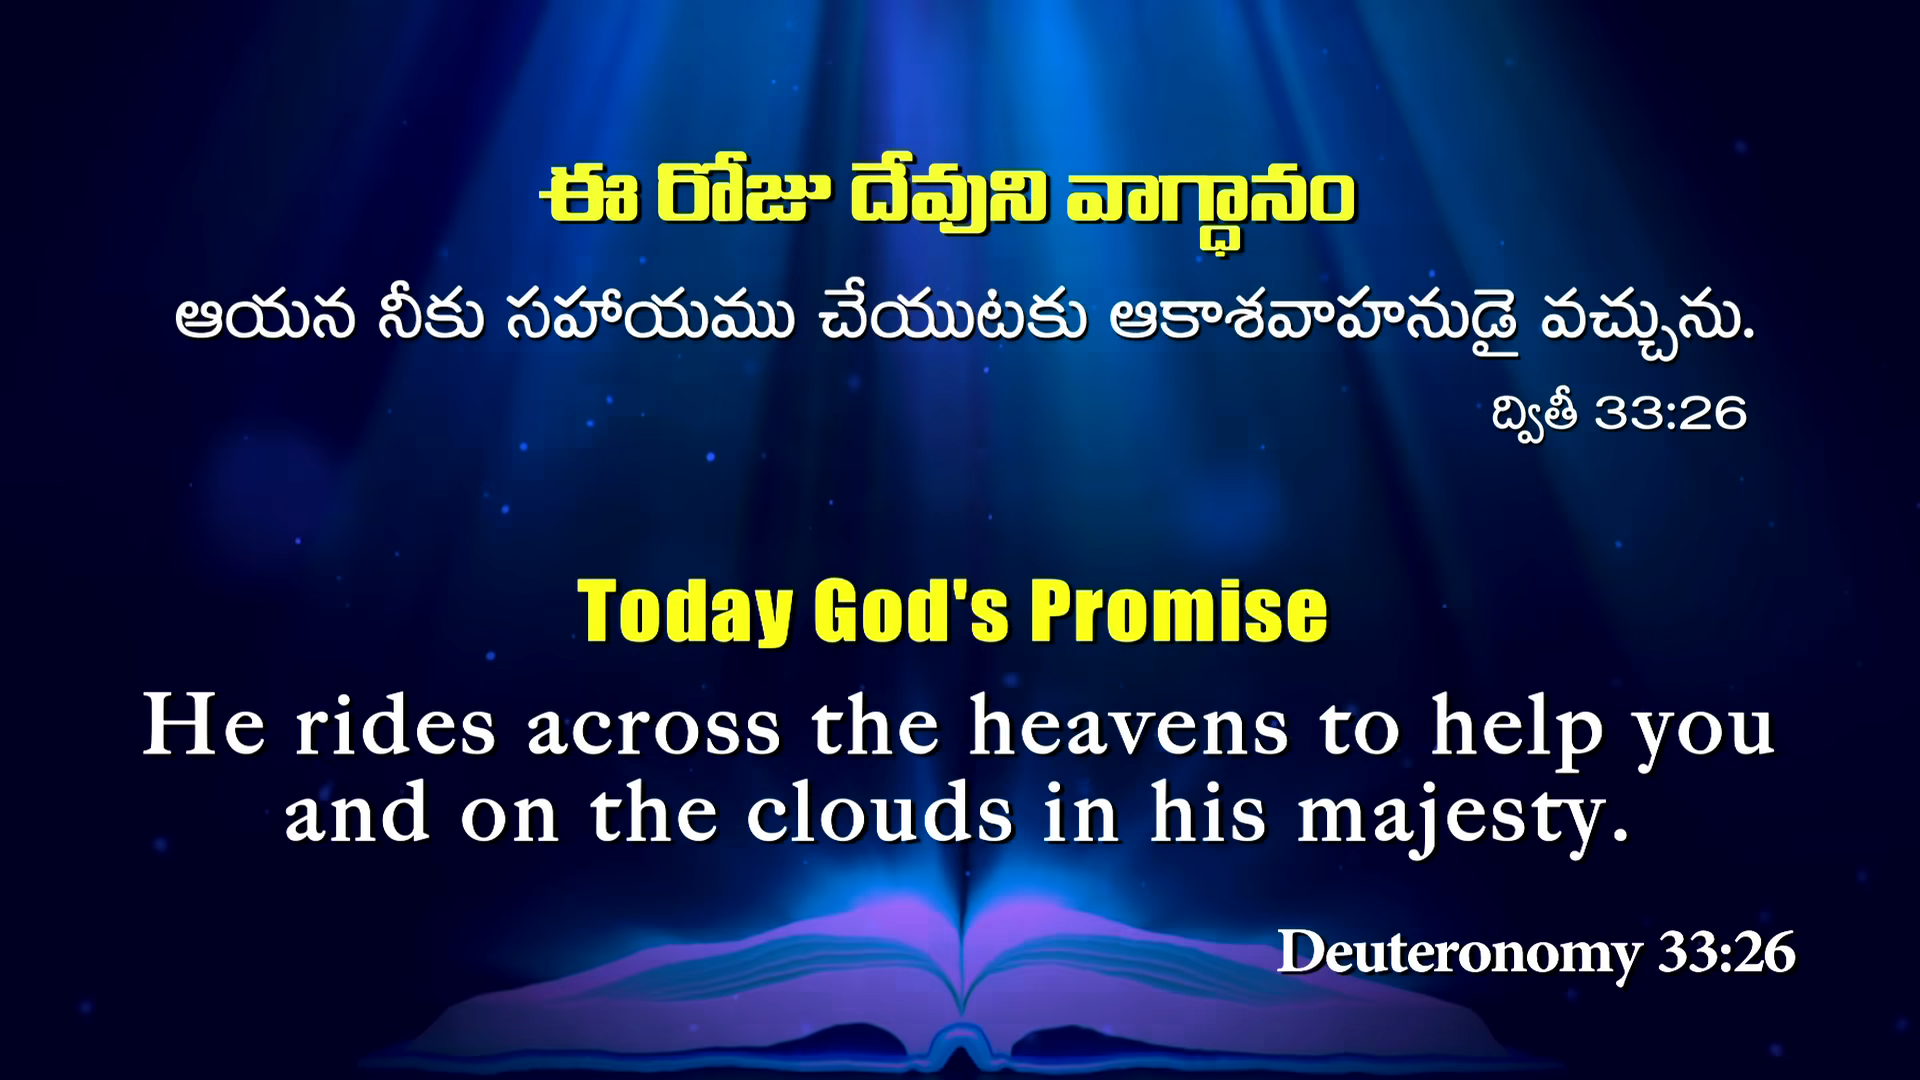 ఈ రోజు దేవుని వాగ్ధానం
ఆయన నీకు సహాయము చేయుటకు ఆకాశవాహనుడై వచ్చును.
ద్వితీ 33:26
Today God's Promise
He rides across the heavens to help you
and on the clouds in his majesty.
Deuteronomy 33:26